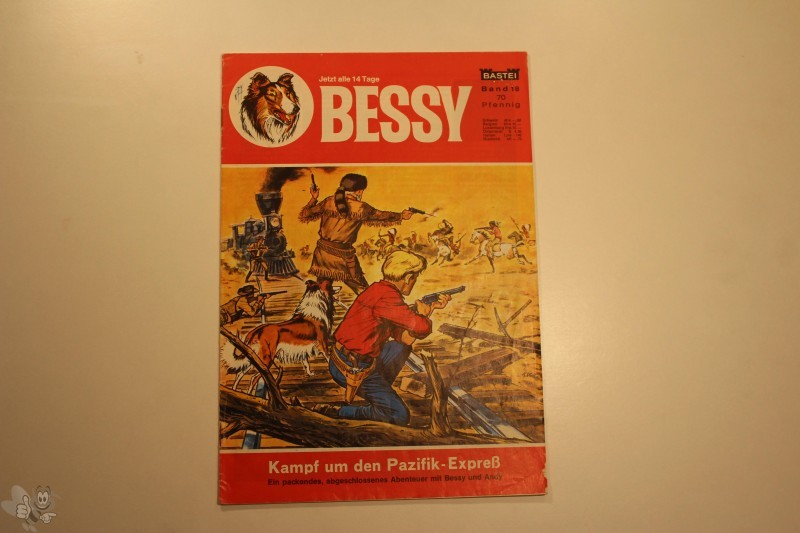 Jetzt alle 14 Tage
BESSY
BASTEI
Band 18
70
Pfennig
Kampf um den Pazifik-Expreß
Ein packendes, abgeschlossenes Abenteuer mit Bessy und Andy